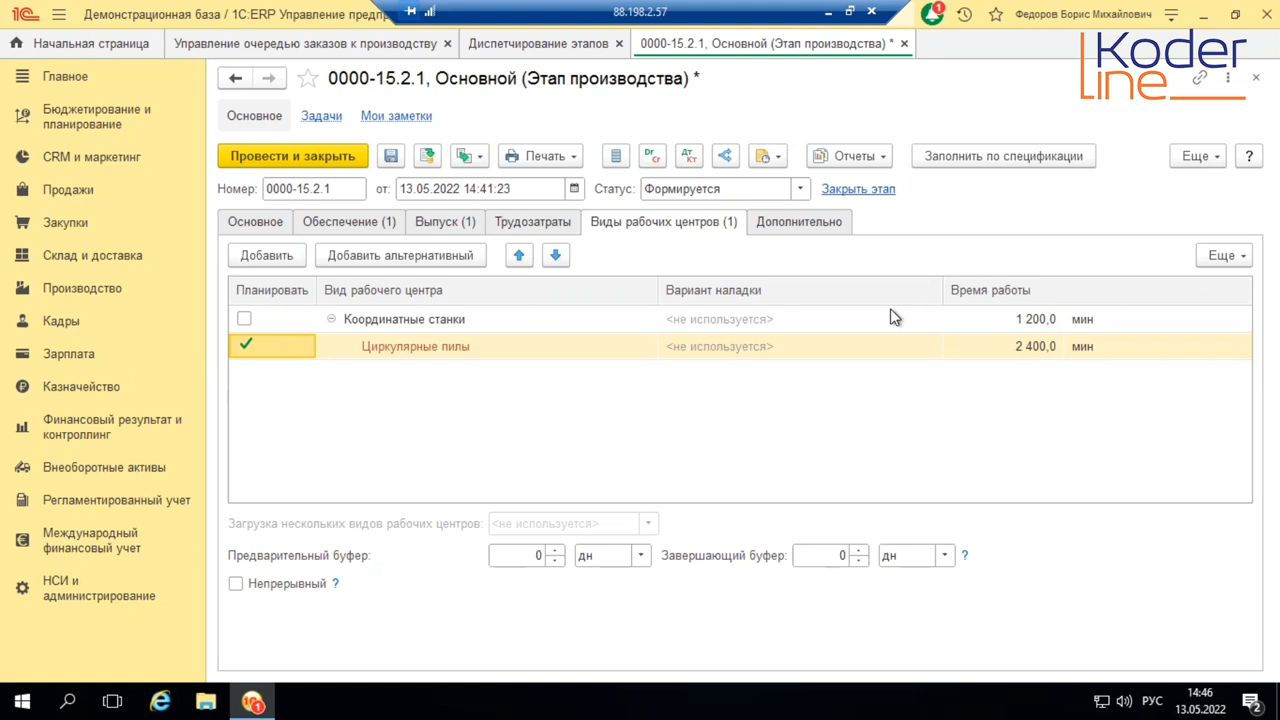 Демонстрационная база / 1С:ERP Управление предпр
88.198.2.57
1
Федоров Борис Михайлович
Начальная страница
Управление очередью заказов к производству
Диспетчирование этапов
0000-15.2.1, Основной (Этап производства) *
Koder
line
Главное
Бюджетирование и
планирование
CRM и маркетинг
Продажи
Закупки
Склад и доставка
Производство
Кадры
Зарплата
Казначейство
Финансовый результат и
контроллинг
Внеоборотные активы
Регламентированный учет
Международный
финансовый учет
НСИ и
администрирование
0000-15.2.1, Основной (Этап производства) *
Основное Задачи Мои заметки
Провести и закрыть Печать Dr Cr Дт Кт Отчеты Заполнить по спецификации Еще ?
Номер: 0000-15.2.1 от: 13.05.2022 14:41:23 Статус: Формируется Закрыть этап
Основное Обеспечение (1) Выпуск (1) Трудозатраты Виды рабочих центров (1) Дополнительно
Добавить Добавить альтернативный Еще
Планировать Вид рабочего центра Вариант наладки Время работы
Координатные станки <не используется> 1 200,0 мин
Циркулярные пилы <не используется> 2 400,0 мин
Загрузка нескольких видов рабочих центров: <не используется>
Предварительный буфер: 0 дн Завершающий буфер: 0 дн ?
Непрерывный ?
РУС
14:46
13.05.2022
2